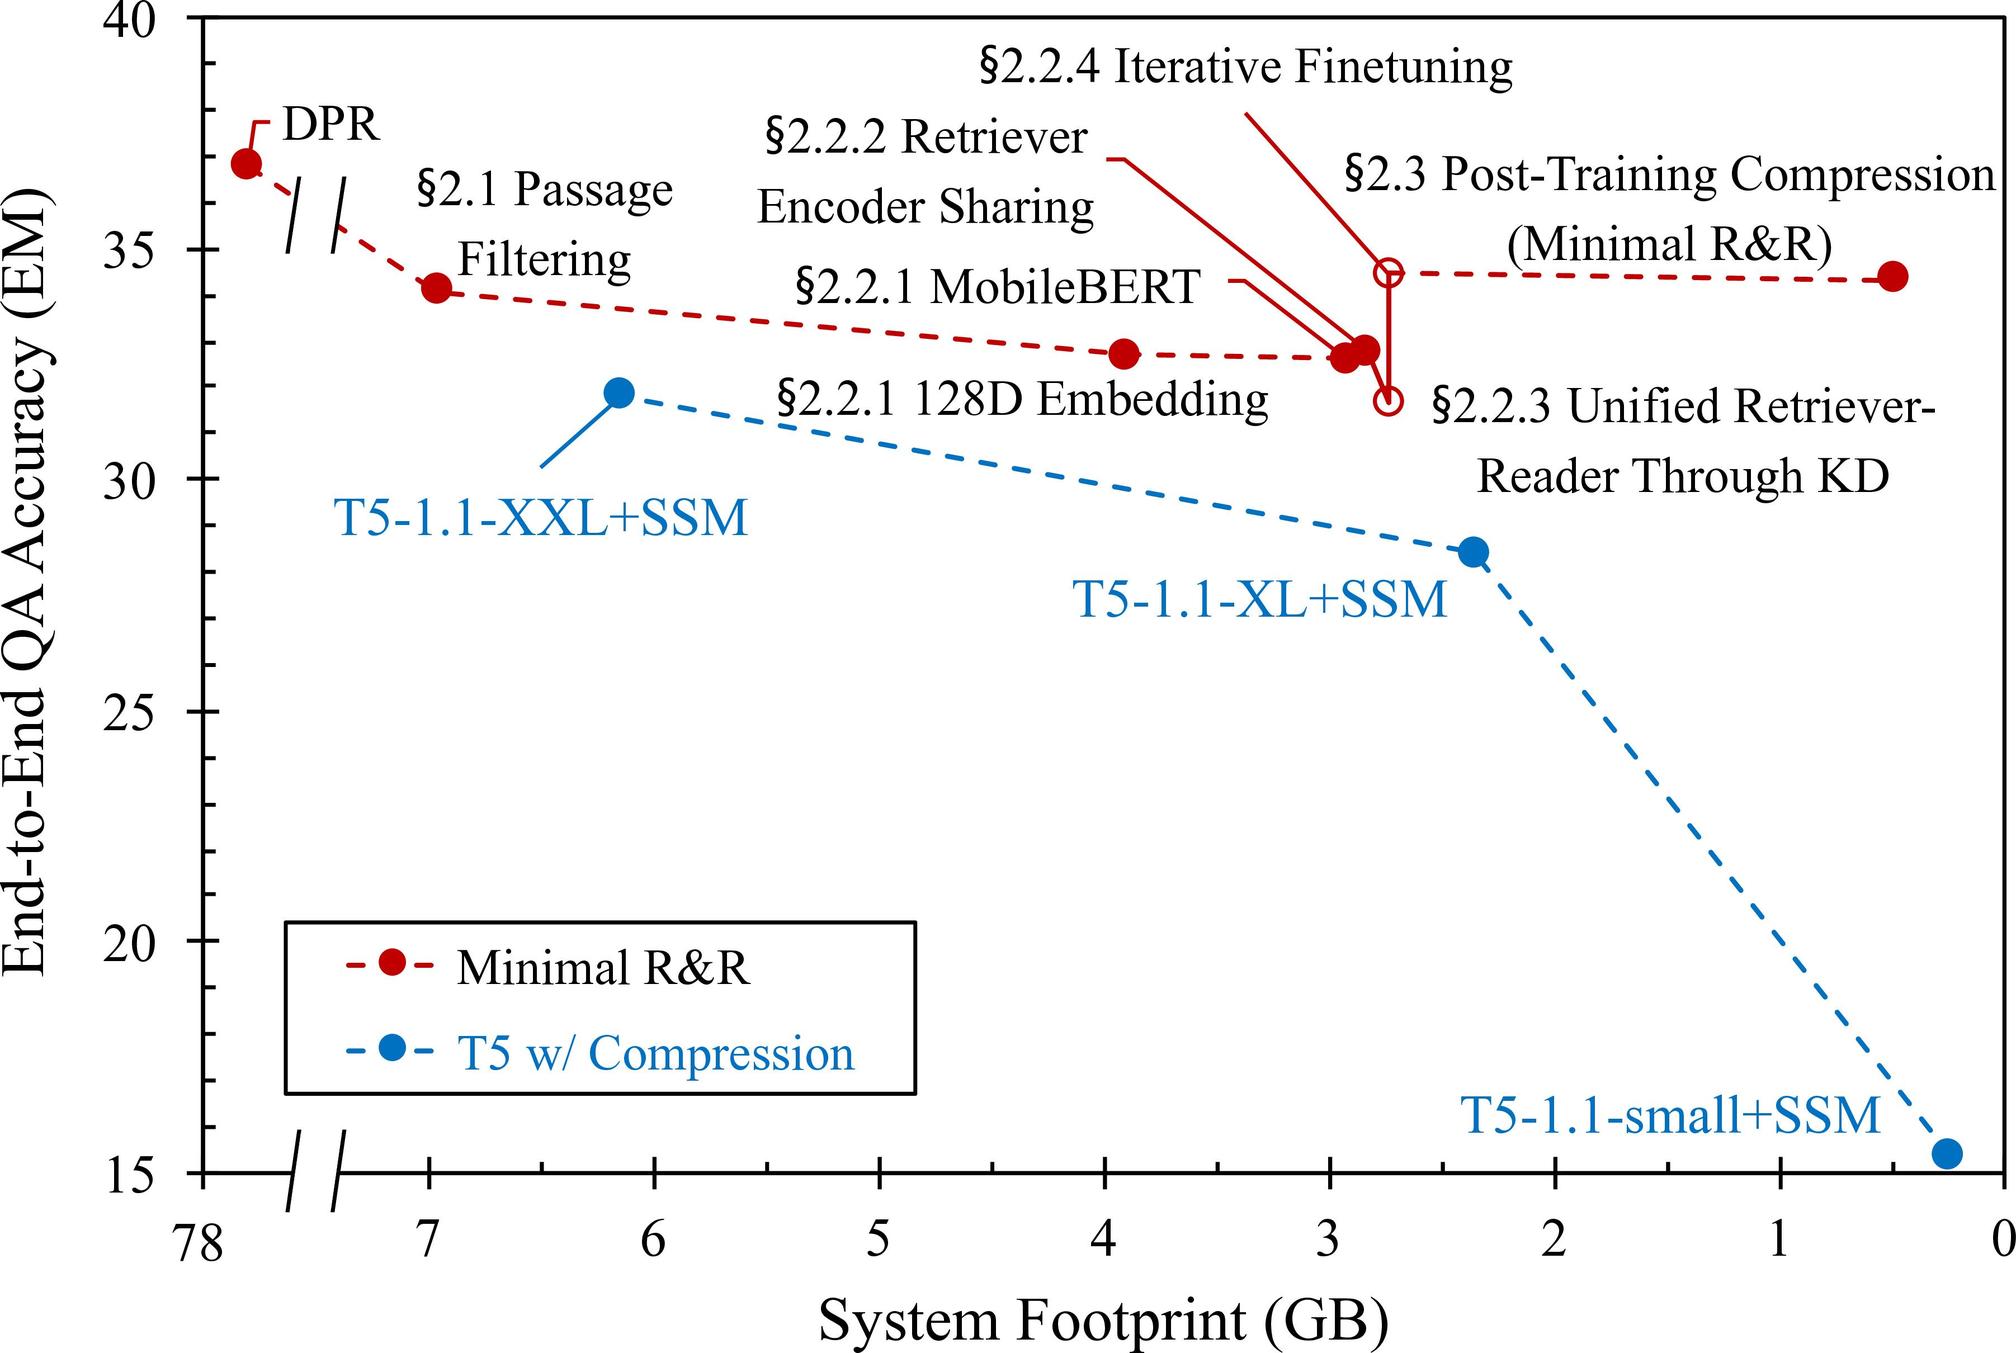 40
§2.2.4 Iterative Finetuning
DPR
§2.2.2 Retriever
Encoder Sharing
§2.1 Passage
Filtering
§2.3 Post-Training Compression
(Minimal R&R)
35
§2.2.1 MobileBERT
§2.2.1 128D Embedding
§2.2.3 Unified Retriever-
Reader Through KD
30
T5-1.1-XXL+SSM
T5-1.1-XL+SSM
25
20
Minimal R&R
T5 w/ Compression
T5-1.1-small+SSM
15
78 7 6 5 4 3 2 1 0
System Footprint (GB)
End-to-End QA Accuracy (EM)